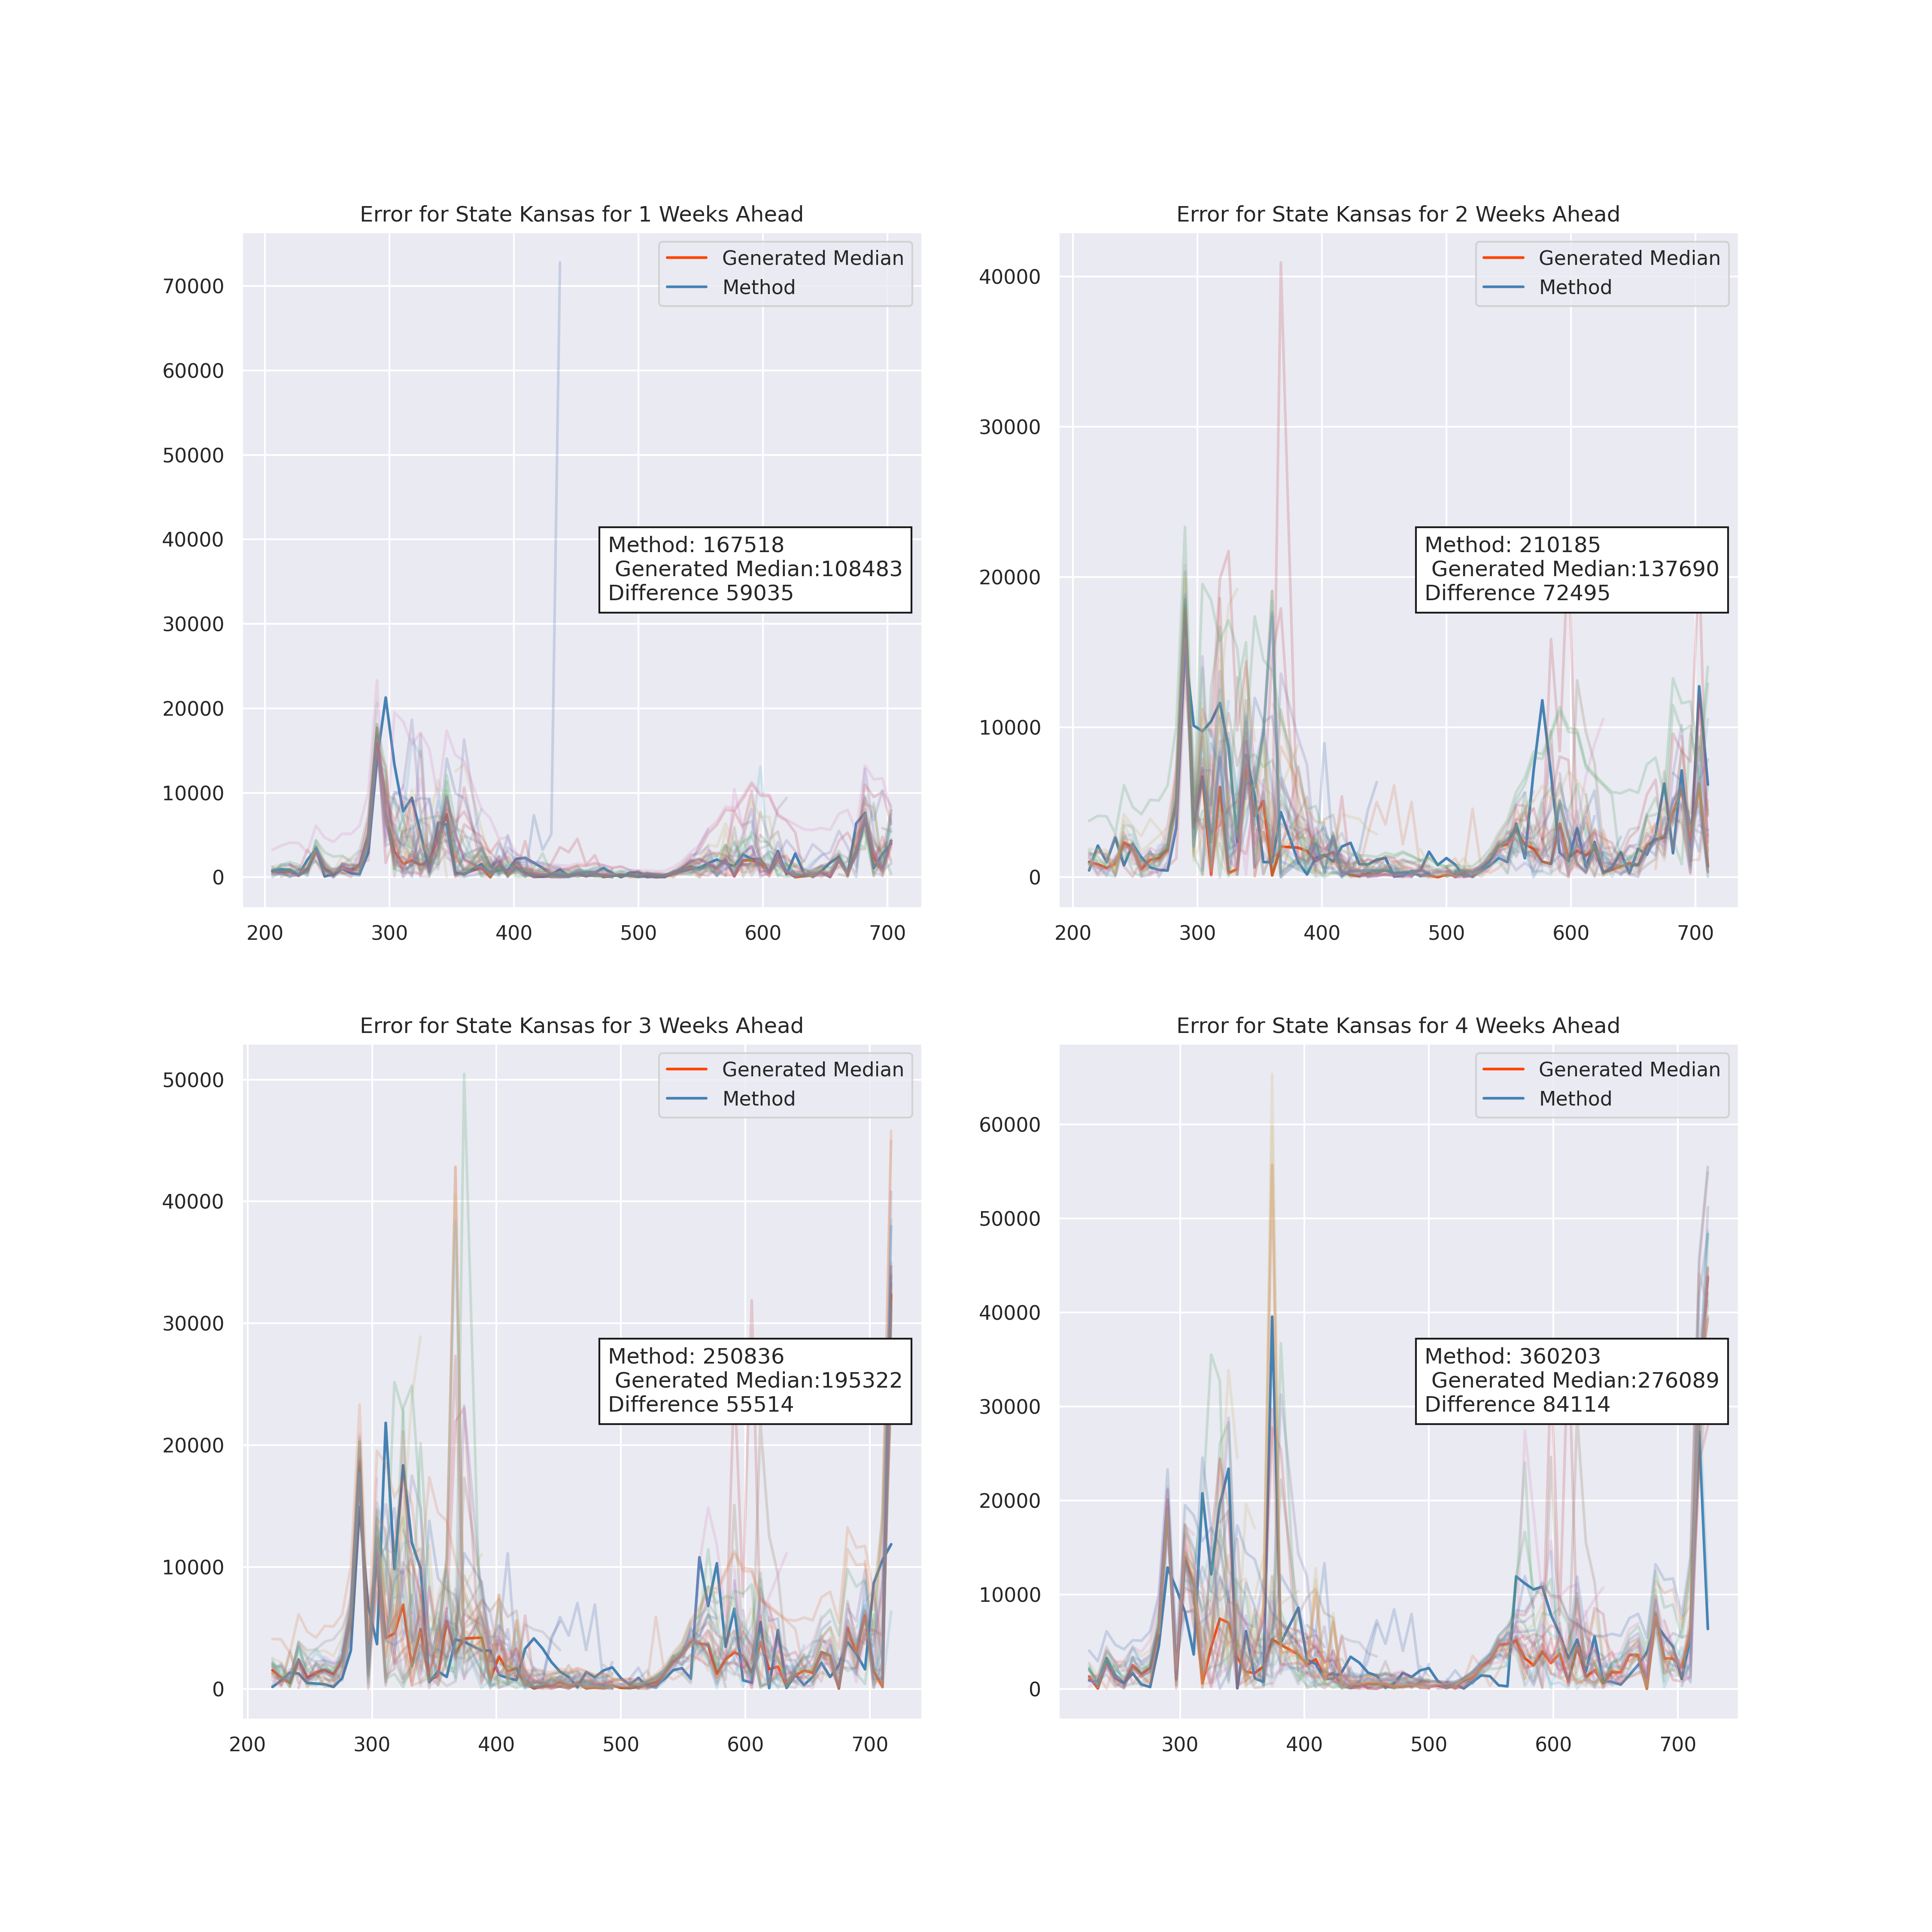 Error for State Kansas for 1 Weeks Ahead
Generated Median
Method
70000
60000
50000
40000
30000
20000
10000
0
Method: 167518
Generated Median:108483
Difference 59035
200 300 400 500 600 700
Error for State Kansas for 2 Weeks Ahead
Generated Median
Method
40000
30000
20000
10000
0
Method: 210185
Generated Median:137690
Difference 72495
200 300 400 500 600 700
Error for State Kansas for 3 Weeks Ahead
Generated Median
Method
50000
40000
30000
20000
10000
0
Method: 250836
Generated Median:195322
Difference 55514
200 300 400 500 600 700
Error for State Kansas for 4 Weeks Ahead
Generated Median
Method
60000
50000
40000
30000
20000
10000
0
Method: 360203
Generated Median:276089
Difference 84114
300 400 500 600 700